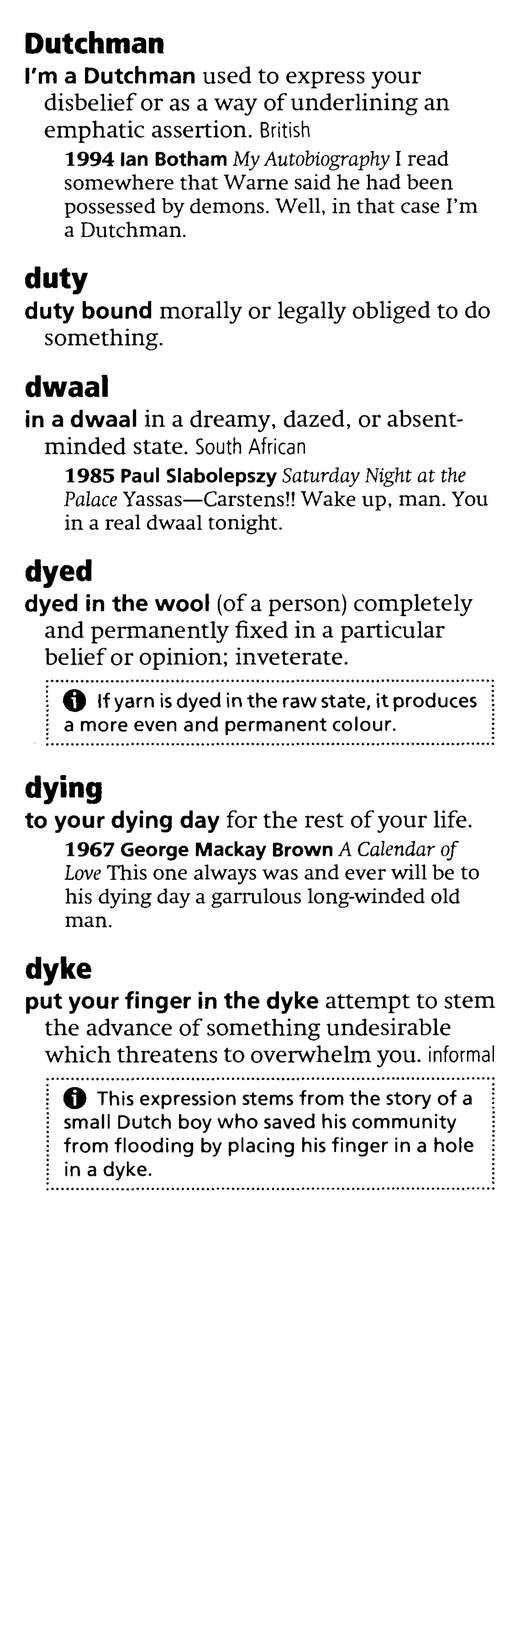 Dutchman
I'm a Dutchman used to express your
disbelief or as a way of underlining an
emphatic assertion. British
1994 Ian Botham My Autobiography I read
somewhere that Warne said he had been
possessed by demons. Well, in that case I'm
a Dutchman.
duty
duty bound morally or legally obliged to do
something.
dwaal
in a dwaal in a dreamy, dazed, or absent-
minded state. South African
1985 Paul Slabolepszy Saturday Night at the
Palace Yassas—Carstens!! Wake up, man. You
in a real dwaal tonight.
dyed
dyed in the wool (of a person) completely
and permanently fixed in a particular
belief or opinion; inveterate.
If yarn is dyed in the raw state, it produces
a more even and permanent colour.
dying
to your dying day for the rest of your life.
1967 George Mackay Brown A Calendar of
Love This one always was and ever will be to
his dying day a garrulous long-winded old
man.
dyke
put your finger in the dyke attempt to stem
the advance of something undesirable
which threatens to overwhelm you. informal
This expression stems from the story of a
small Dutch boy who saved his community
from flooding by placing his finger in a hole
in a dyke.